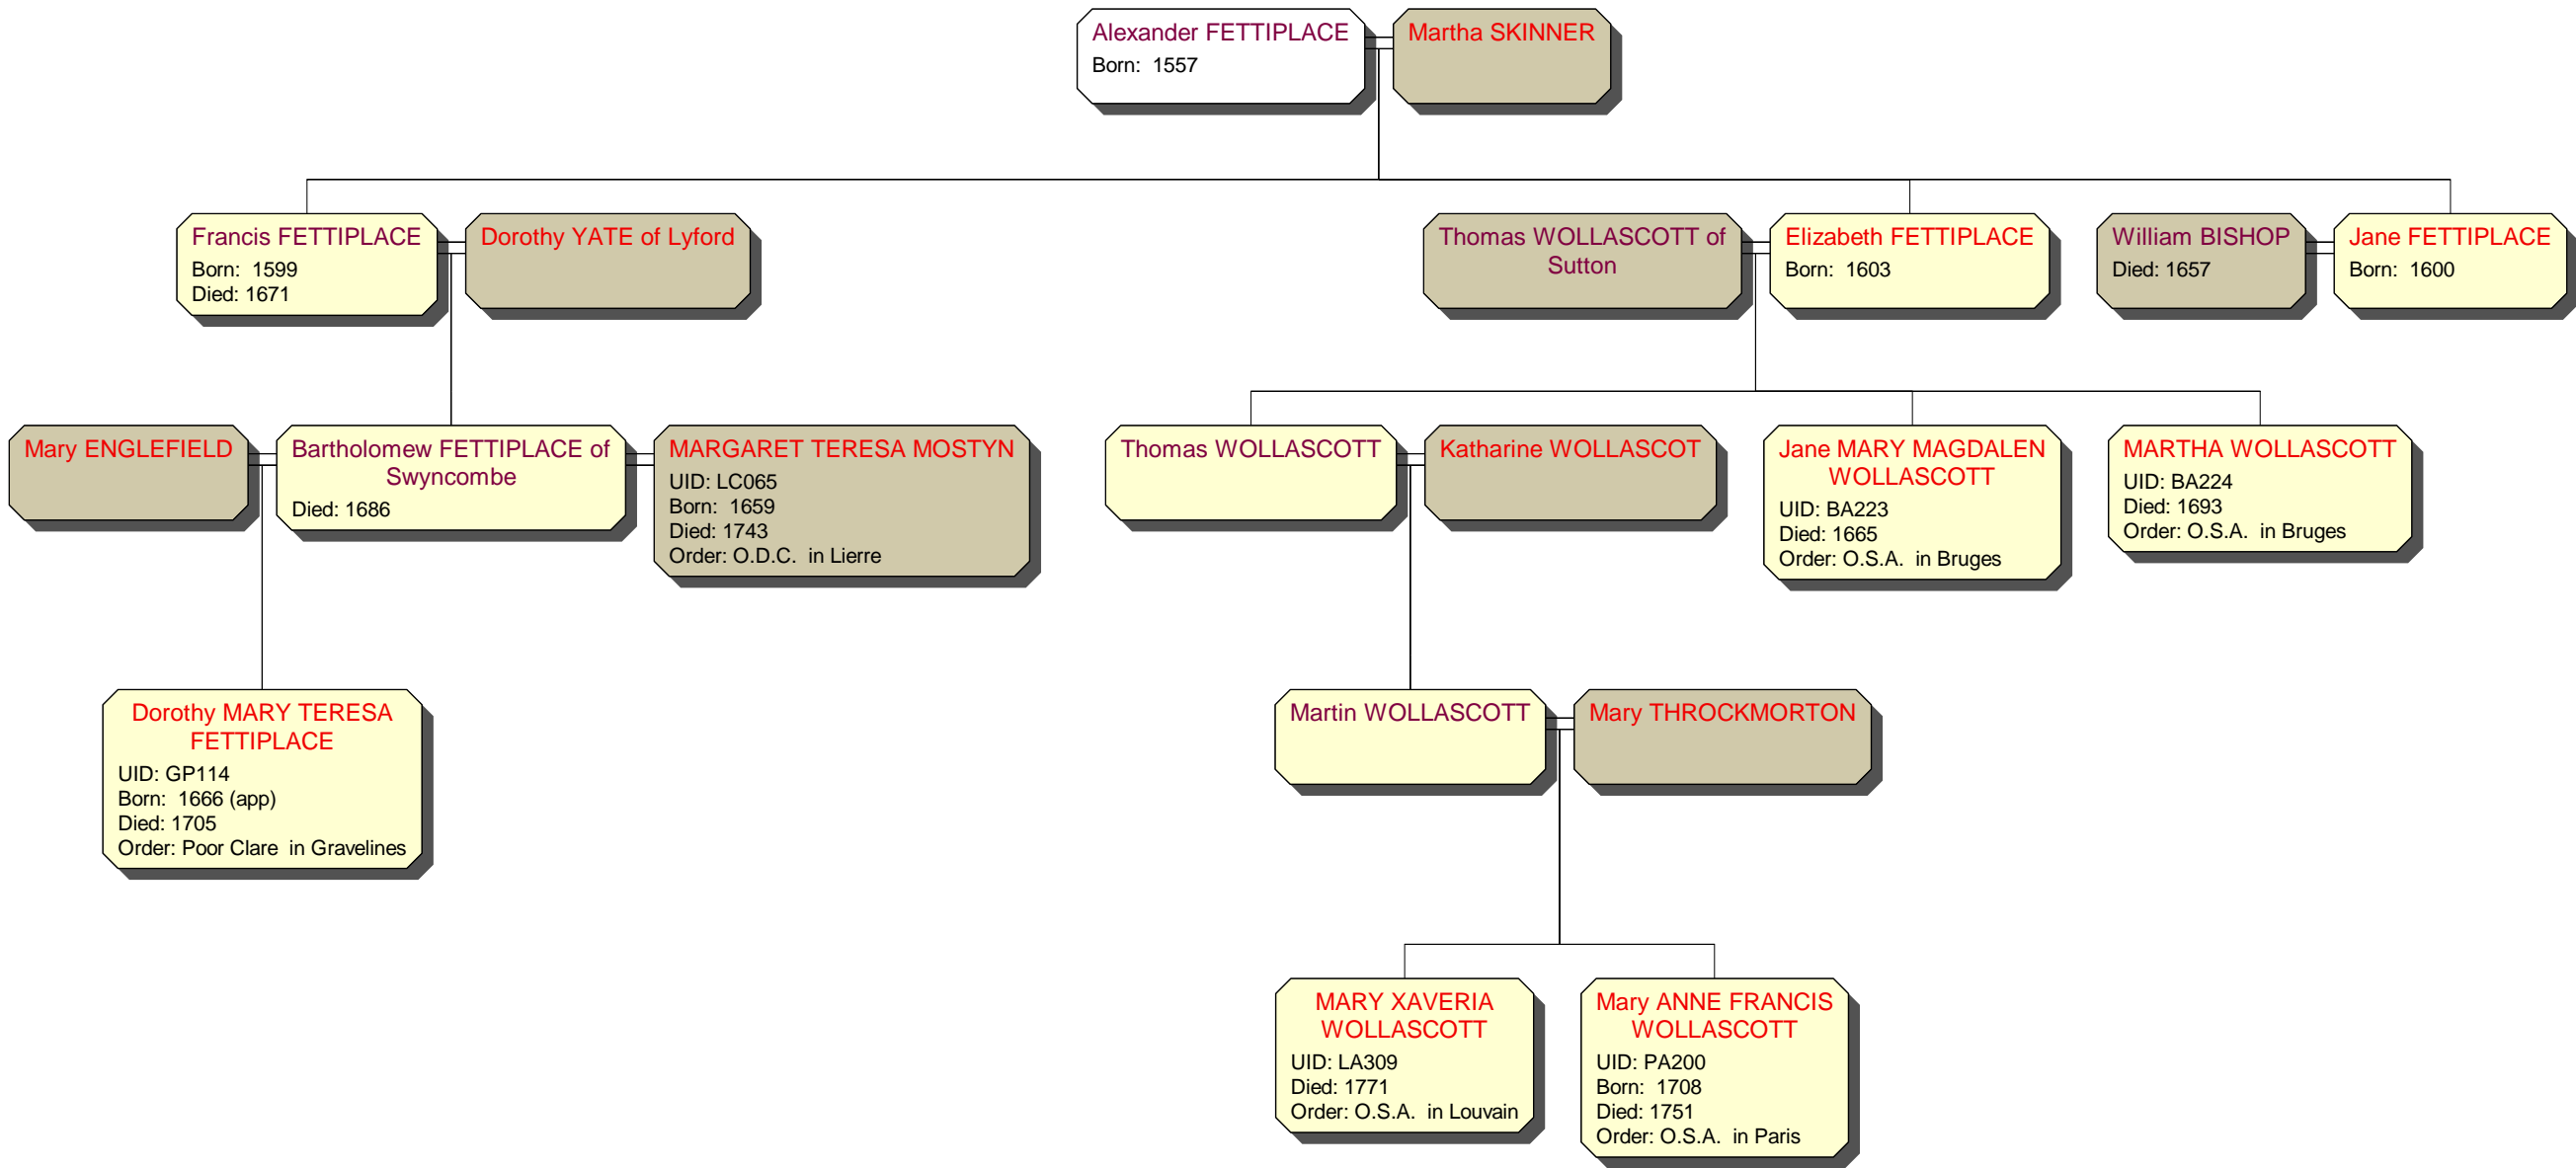 Alexander FETTIPLACE
Born: 1557
Martha SKINNER
Francis FETTIPLACE
Born: 1599
Died: 1671
Dorothy YATE of Lyford
Thomas WOLLASCOTT of
Sutton
Elizabeth FETTIPLACE
Born: 1603
William BISHOP
Died: 1657
Jane FETTIPLACE
Born: 1600
Mary ENGLEFIELD
Bartholomew FETTIPLACE of
Swyncombe
Died: 1686
MARGARET TERESA MOSTYN
UID: LC065
Born: 1659
Died: 1743
Order: O.D.C. in Lierre
Thomas WOLLASCOTT
Katharine WOLLASCOT
Jane MARY MAGDALEN
WOLLASCOTT
UID: BA223
Died: 1665
Order: O.S.A. in Bruges
MARTHA WOLLASCOTT
UID: BA224
Died: 1693
Order: O.S.A. in Bruges
Dorothy MARY TERESA
FETTIPLACE
UID: GP114
Born: 1666 (app)
Died: 1705
Order: Poor Clare in Gravelines
Martin WOLLASCOTT
Mary THROCKMORTON
MARY XAVERIA
WOLLASCOTT
UID: LA309
Died: 1771
Order: O.S.A. in Louvain
Mary ANNE FRANCIS
WOLLASCOTT
UID: PA200
Born: 1708
Died: 1751
Order: O.S.A. in Paris